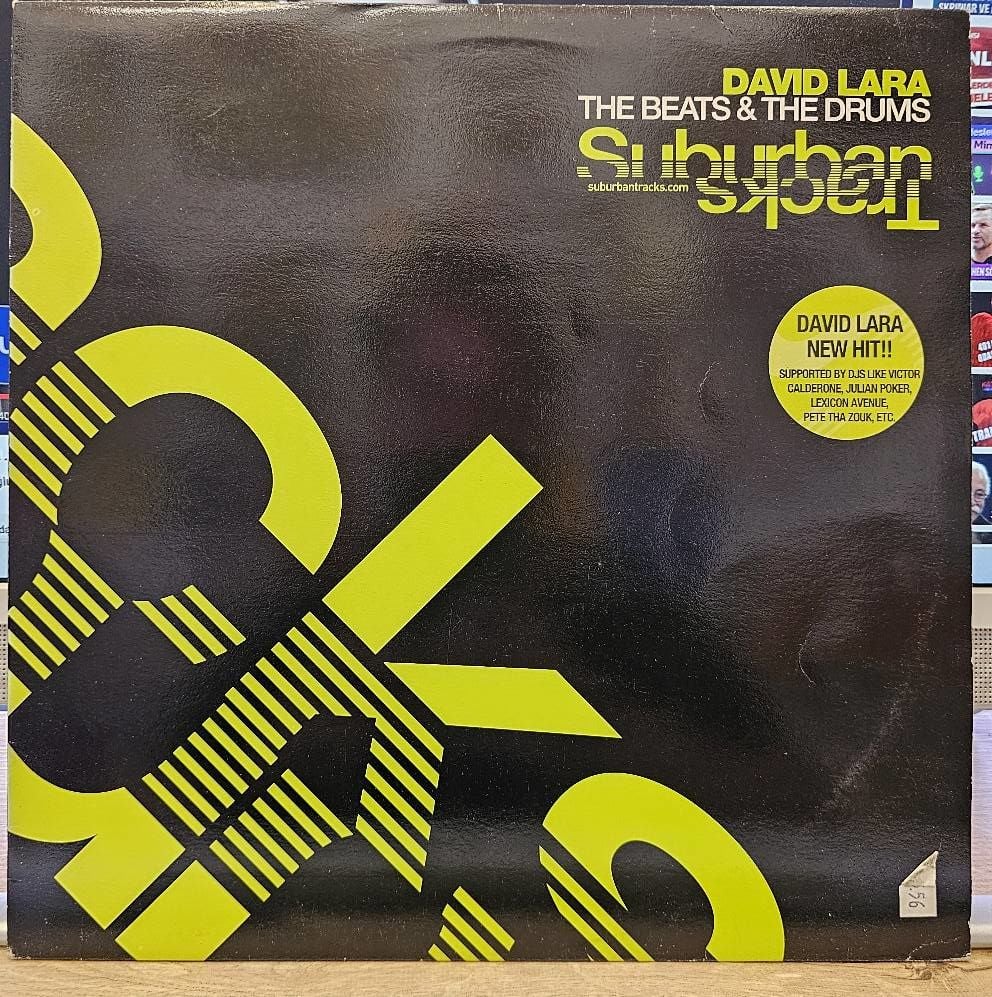 DAVID LARA
THE BEATS & THE DRUMS
Suburban
suburbantracks.com
Tracks
DAVID LARA
NEW HIT!!
SUPPORTED BY DJS LIKE VICTOR
CALDERONE, JULIAN POKER,
LEXICON AVENUE,
PETE THA ZOUK, ETC.
56